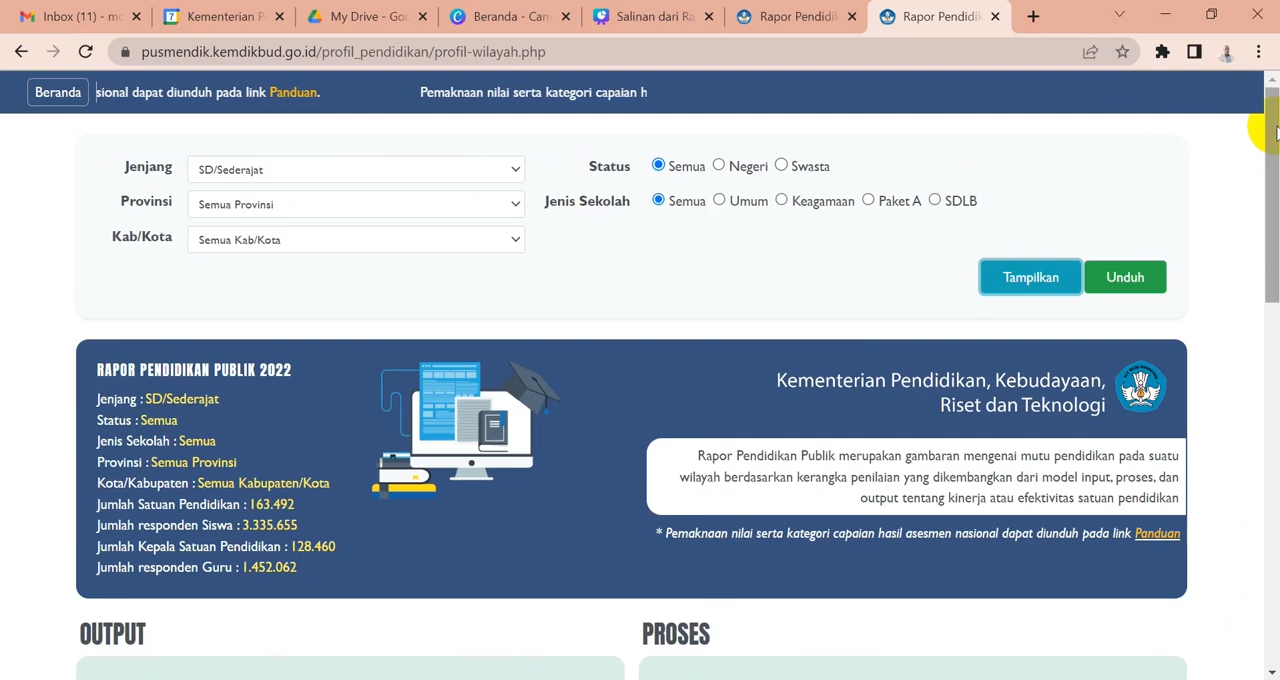 Inbox (11) - mo
Kementerian P
My Drive - Goo
Beranda - Can
Salinan dari Ra
Rapor Pendidi
Rapor Pendidi
pusmendik.kemdikbud.go.id/profil_pendidikan/profil-wilayah.php
Beranda
sional dapat diunduh pada link Panduan.
Pemaknaan nilai serta kategori capaian h
Jenjang
SD/Sederajat
Status
Semua
Negeri
Swasta
Provinsi
Semua Provinsi
Jenis Sekolah
Semua
Umum
Keagamaan
Paket A
SDLB
Kab/Kota
Semua Kab/Kota
Tampilkan
Unduh
RAPOR PENDIDIKAN PUBLIK 2022
Jenjang : SD/Sederajat
Status : Semua
Jenis Sekolah : Semua
Provinsi : Semua Provinsi
Kota/Kabupaten : Semua Kabupaten/Kota
Jumlah Satuan Pendidikan : 163.492
Jumlah responden Siswa : 3.335.655
Jumlah Kepala Satuan Pendidikan : 128.460
Jumlah responden Guru : 1.452.062
Kementerian Pendidikan, Kebudayaan,
Riset dan Teknologi
Rapor Pendidikan Publik merupakan gambaran mengenai mutu pendidikan pada suatu
wilayah berdasarkan kerangka penilaian yang dikembangkan dari model input, proses, dan
output tentang kinerja atau efektivitas satuan pendidikan
* Pemaknaan nilai serta kategori capaian hasil asesmen nasional dapat diunduh pada link Panduan
OUTPUT
PROSES